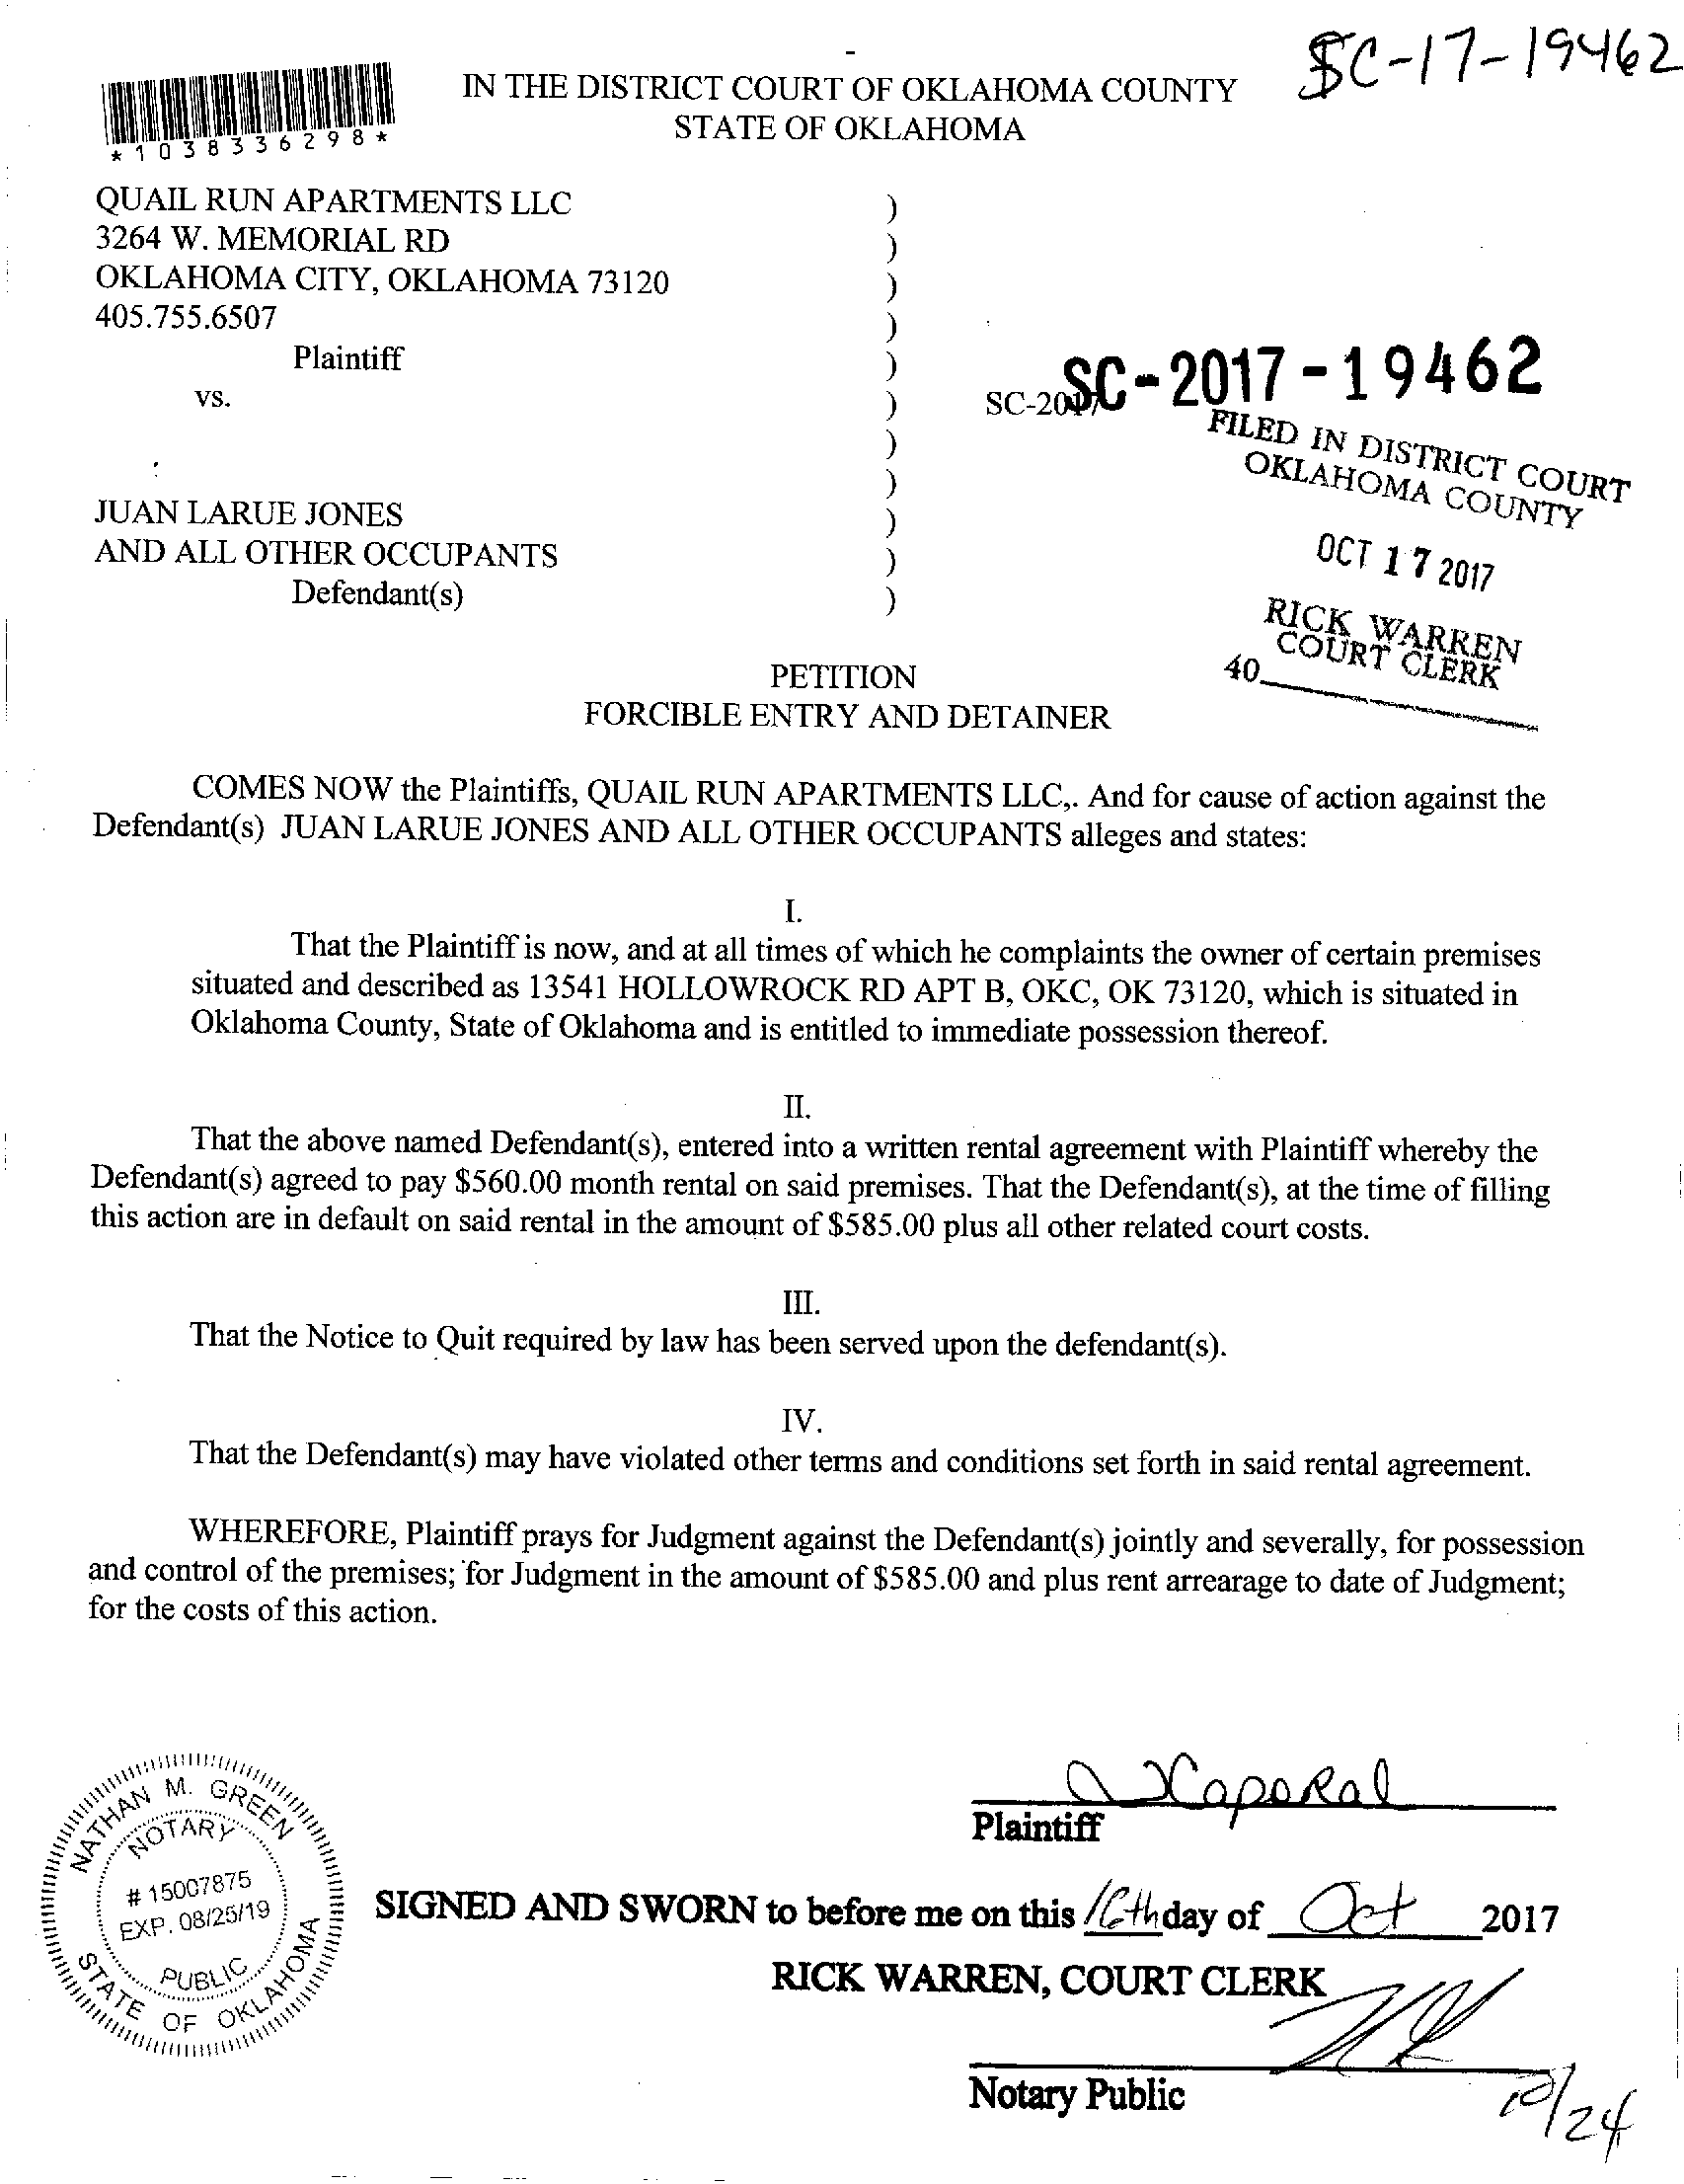 SC-17-19462
IN THE DISTRICT COURT OF OKLAHOMA COUNTY
STATE OF OKLAHOMA
*1038336298*
QUAIL RUN APARTMENTS LLC )
3264 W. MEMORIAL RD )
OKLAHOMA CITY, OKLAHOMA 73120 )
405.755.6507 )
Plaintiff )
vs. ) SC-2017 SC-2017-19462
)
)
JUAN LARUE JONES )
AND ALL OTHER OCCUPANTS )
Defendant(s) )
FILED IN DISTRICT COURT
OKLAHOMA COUNTY
OCT 17 2017
RICK WARREN
COURT CLERK
40
PETITION
FORCIBLE ENTRY AND DETAINER
COMES NOW the Plaintiffs, QUAIL RUN APARTMENTS LLC,. And for cause of action against the
Defendant(s) JUAN LARUE JONES AND ALL OTHER OCCUPANTS alleges and states:
I.
That the Plaintiff is now, and at all times of which he complaints the owner of certain premises
situated and described as 13541 HOLLOWROCK RD APT B, OKC, OK 73120, which is situated in
Oklahoma County, State of Oklahoma and is entitled to immediate possession thereof.
II.
That the above named Defendant(s), entered into a written rental agreement with Plaintiff whereby the
Defendant(s) agreed to pay $560.00 month rental on said premises. That the Defendant(s), at the time of filling
this action are in default on said rental in the amount of $585.00 plus all other related court costs.
III.
That the Notice to Quit required by law has been served upon the defendant(s).
IV.
That the Defendant(s) may have violated other terms and conditions set forth in said rental agreement.
WHEREFORE, Plaintiff prays for Judgment against the Defendant(s) jointly and severally, for possession
and control of the premises; for Judgment in the amount of $585.00 and plus rent arrearage to date of Judgment;
for the costs of this action.
Caporal
Plaintiff
NATHAN M. GREEN
NOTARY
# 15007875
EXP. 08/25/19
PUBLIC
STATE OF OKLAHOMA
SIGNED AND SWORN to before me on this 16th day of Oct 2017
RICK WARREN, COURT CLERK
Notary Public
10/24